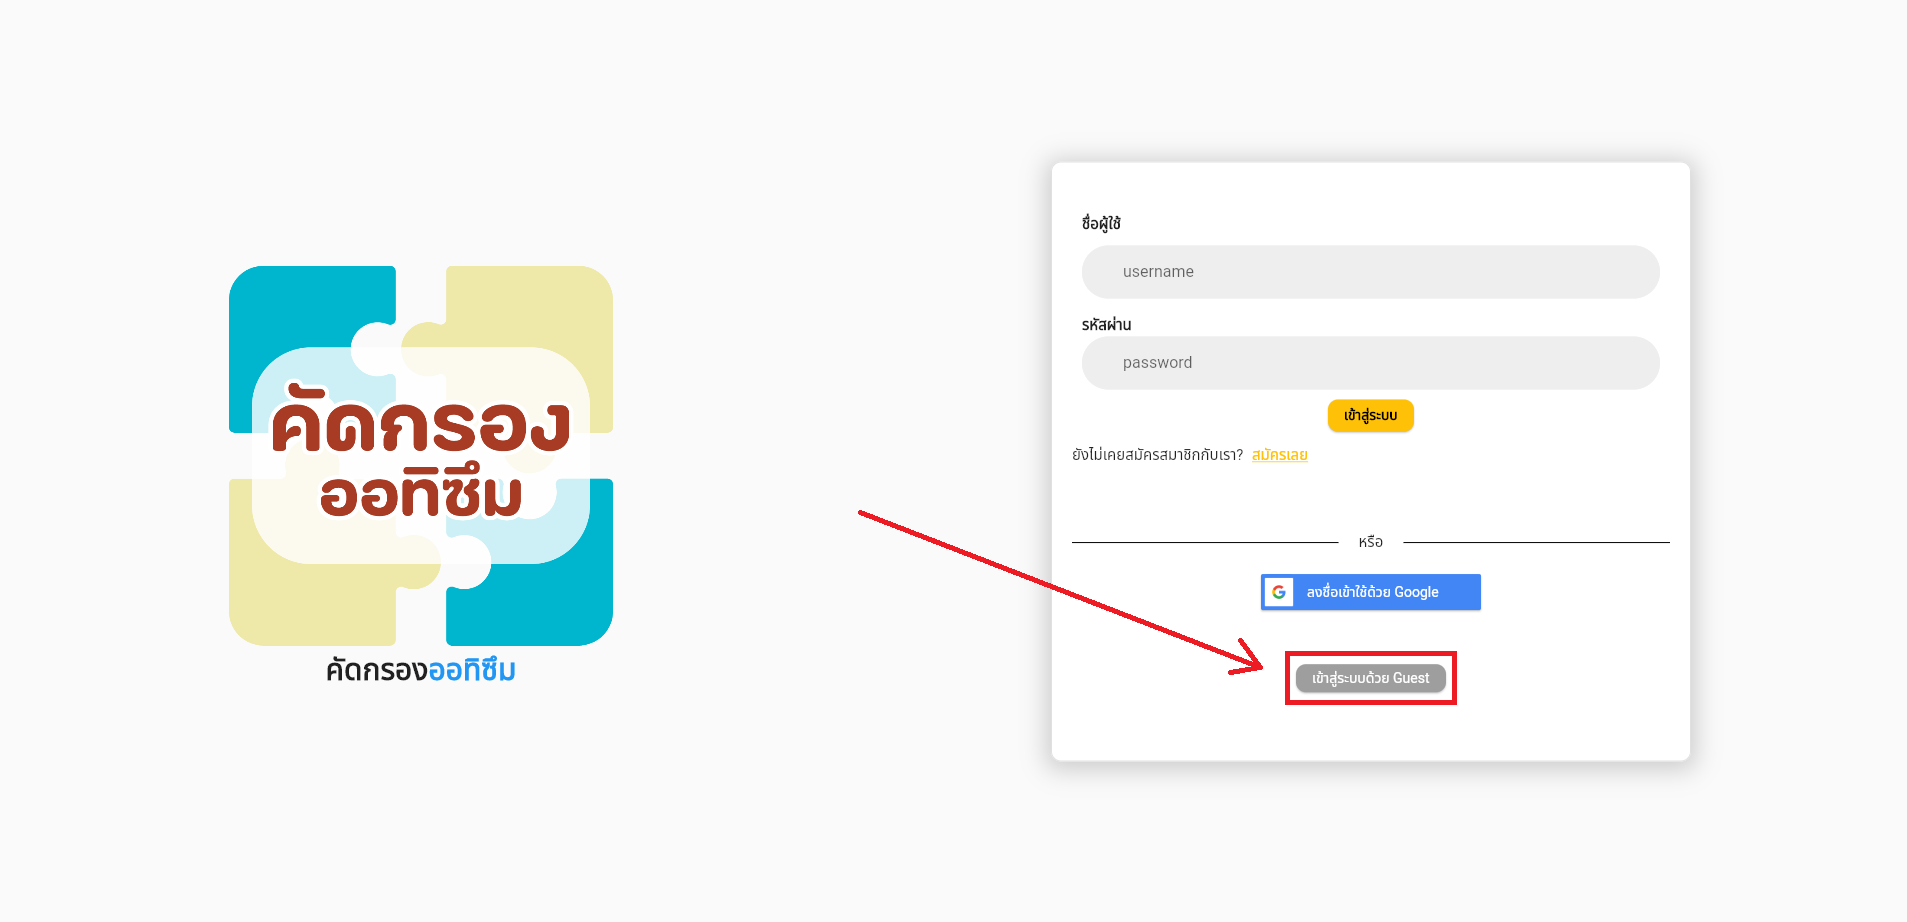 คัดกรอง
ออทิซึม
คัดกรองออทิซึม
ชื่อผู้ใช้
username
รหัสผ่าน
password
เข้าสู่ระบบ
ยังไม่เคยสมัครสมาชิกกับเรา? สมัครเลย
หรือ
ลงชื่อเข้าใช้ด้วย Google
เข้าสู่ระบบด้วย Guest